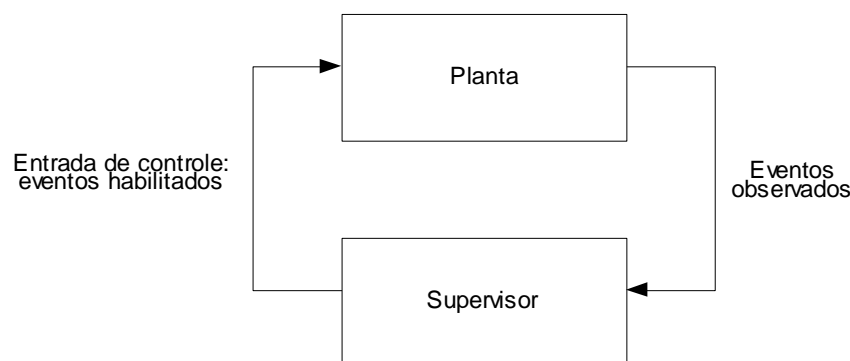 Planta
Entrada de controle:
eventos habilitados
Eventos
observados
Supervisor